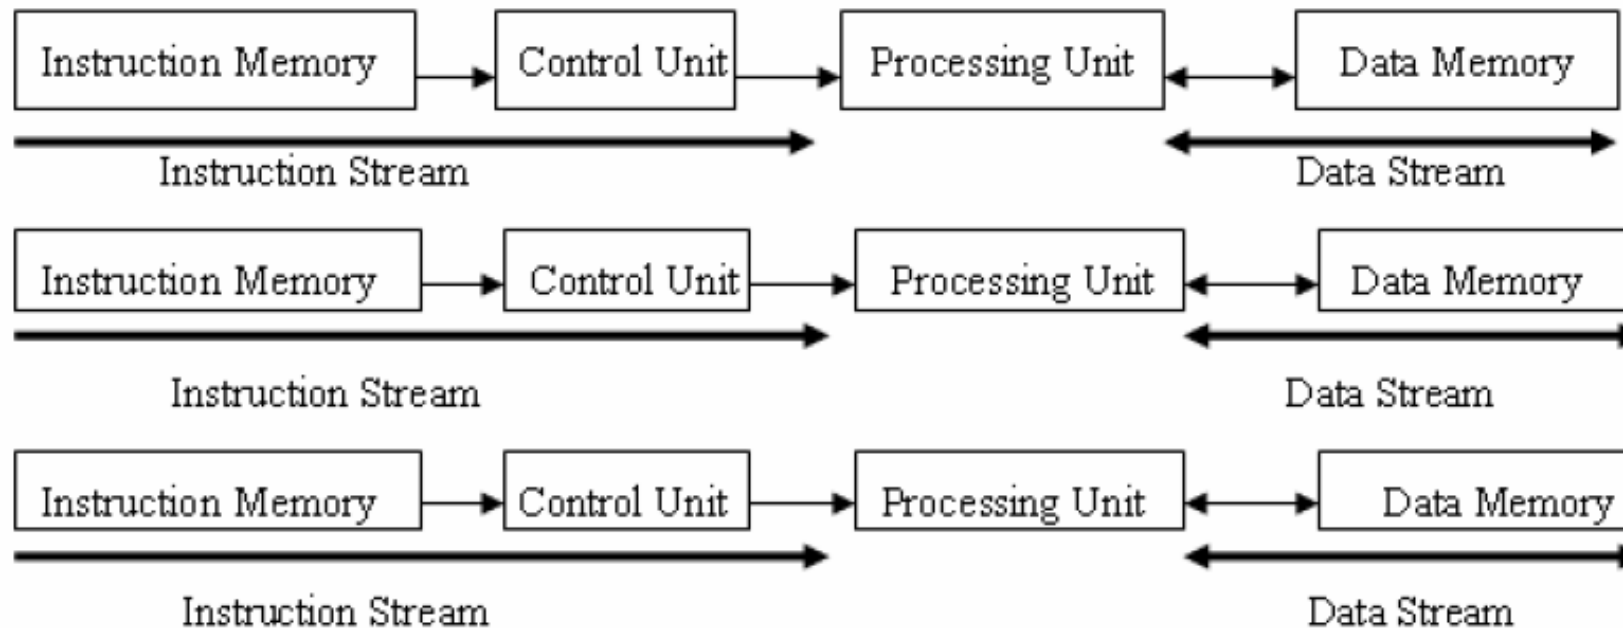 Instruction Memory Control Unit Processing Unit Data Memory
Instruction Stream Data Stream
Instruction Memory Control Unit Processing Unit Data Memory
Instruction Stream Data Stream
Instruction Memory Control Unit Processing Unit Data Memory
Instruction Stream Data Stream